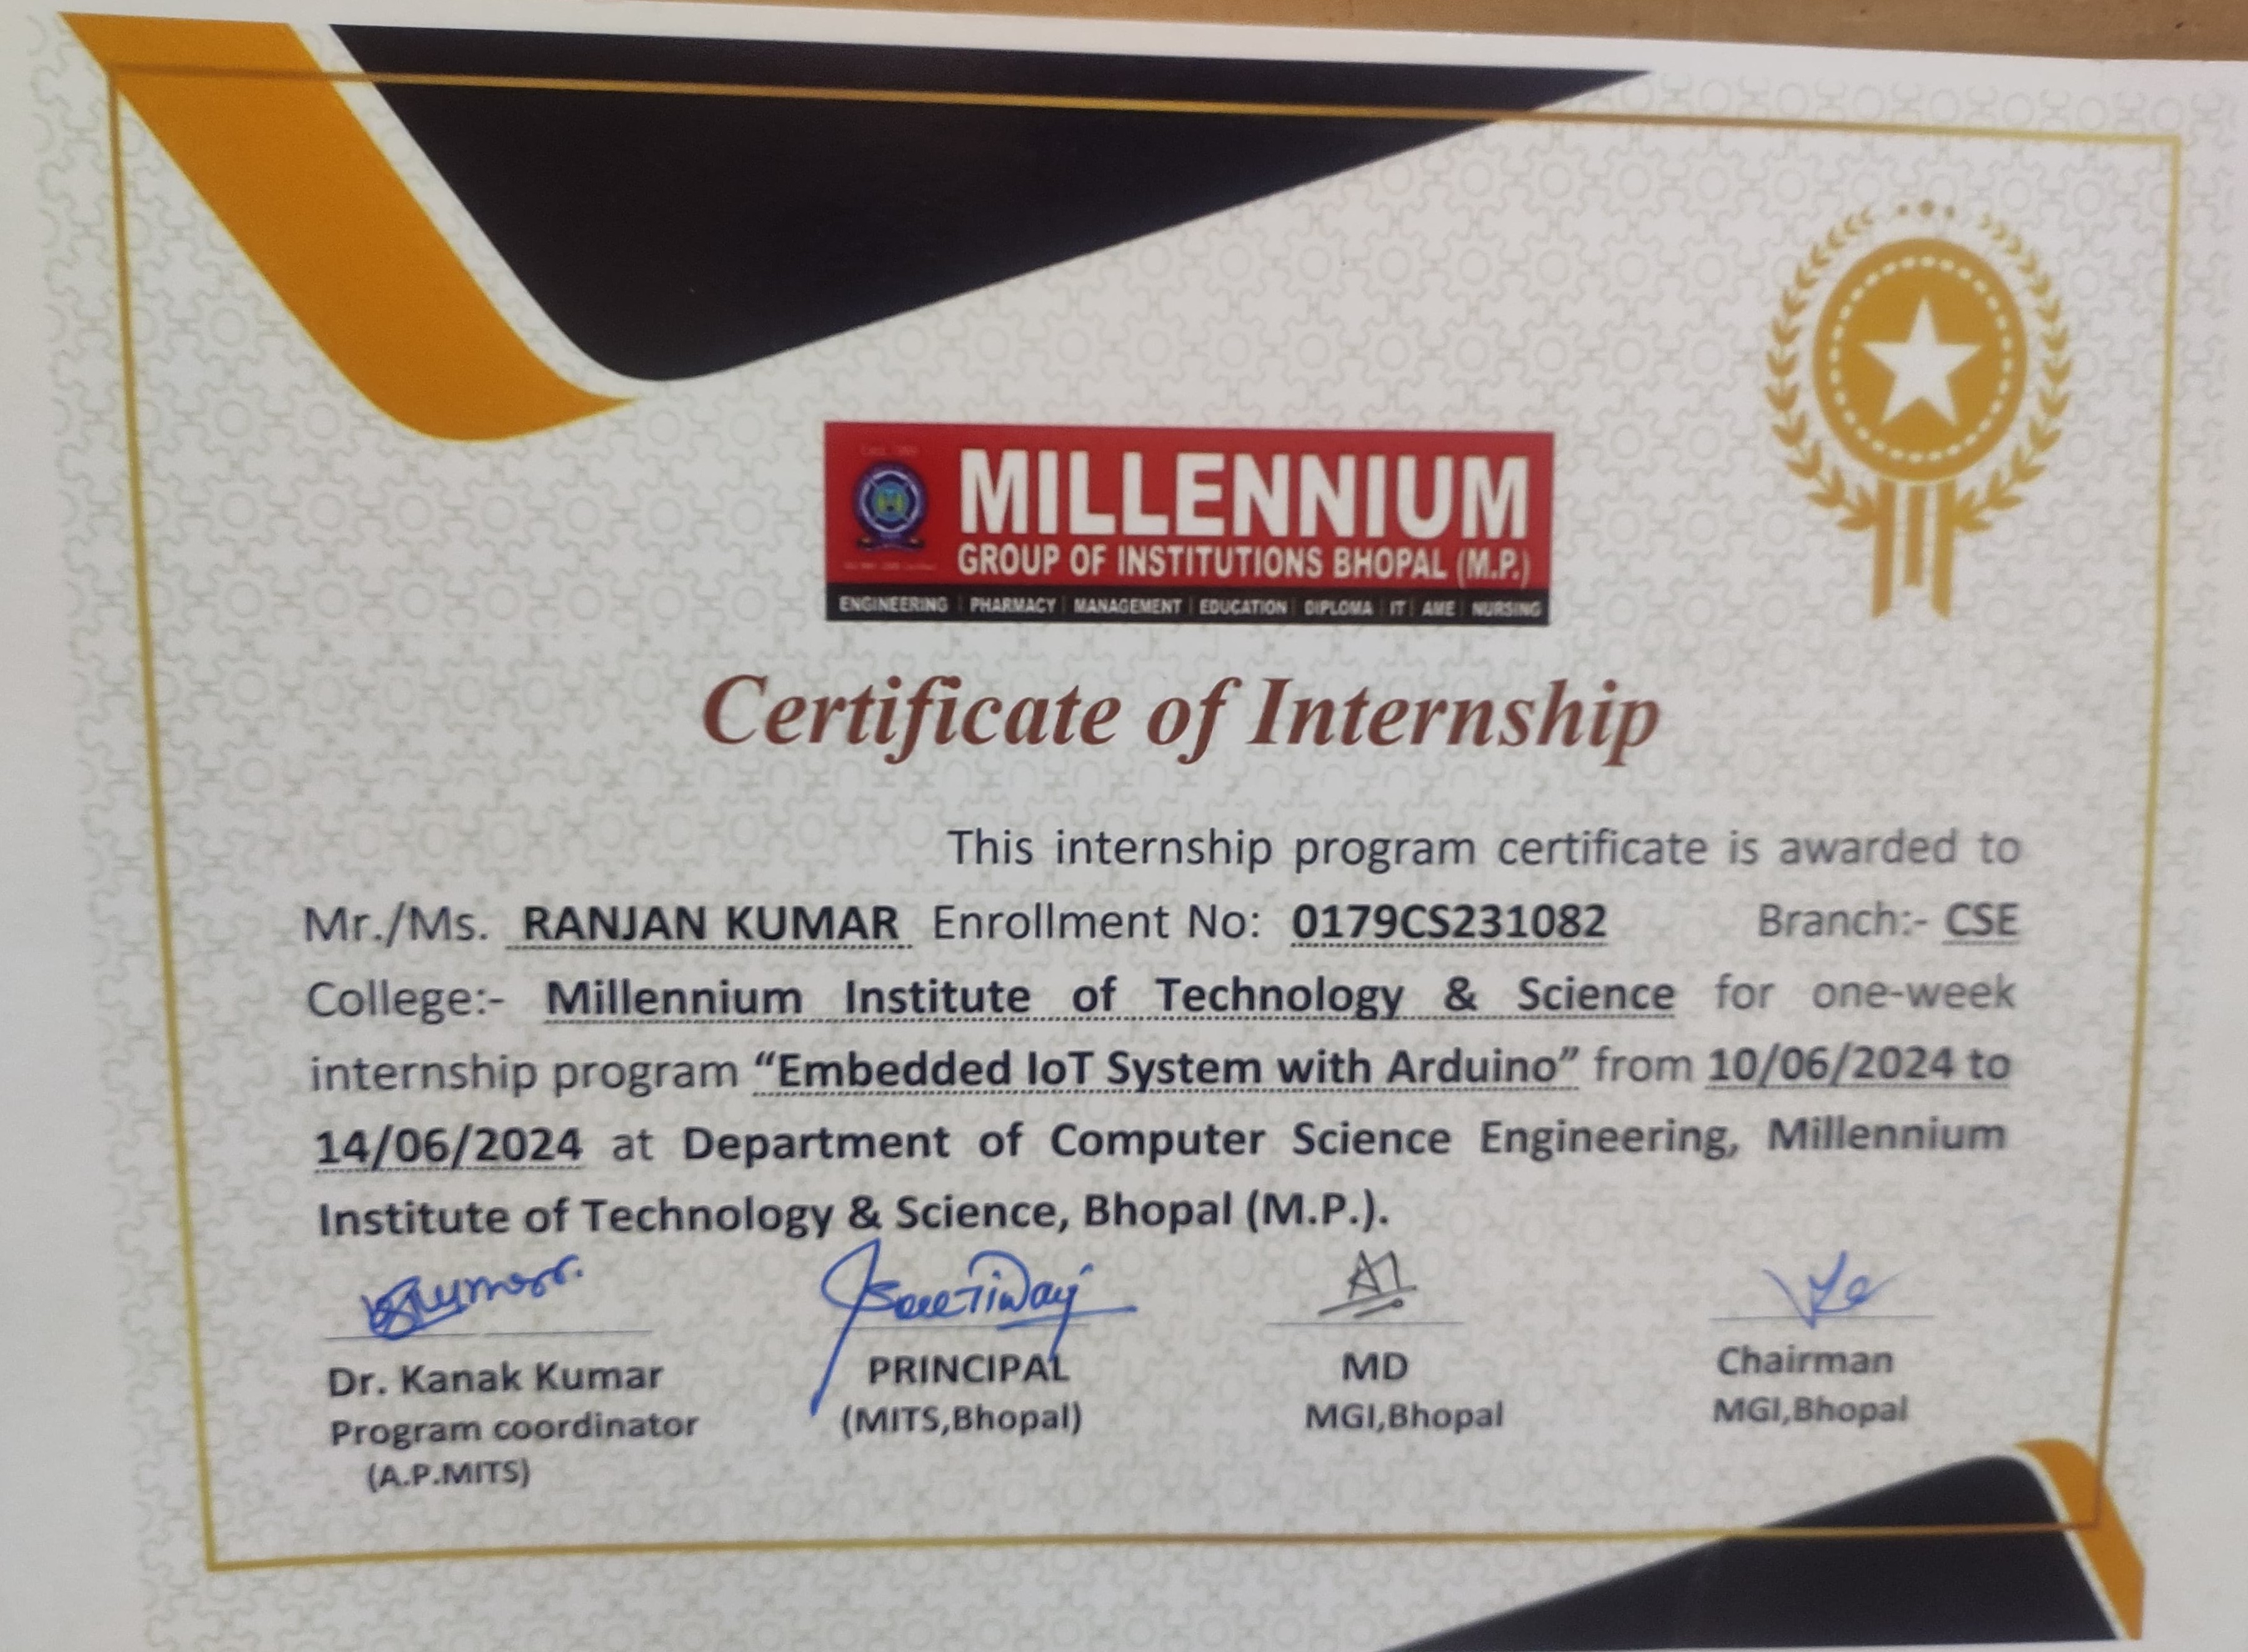 MILLENNIUM
GROUP OF INSTITUTIONS BHOPAL (M.P.)
ENGINEERING | PHARMACY | MANAGEMENT | EDUCATION | DIPLOMA | IT | AME | NURSING
Certificate of Internship
This internship program certificate is awarded to
Mr./Ms. RANJAN KUMAR Enrollment No: 0179CS231082 Branch:- CSE
College:- Millennium Institute of Technology & Science for one-week
internship program “Embedded IoT System with Arduino” from 10/06/2024 to
14/06/2024 at Department of Computer Science Engineering, Millennium
Institute of Technology & Science, Bhopal (M.P.).
Dr. Kanak Kumar
Program coordinator
(A.P.MITS)
PRINCIPAL
(MITS,Bhopal)
MD
MGI,Bhopal
Chairman
MGI,Bhopal